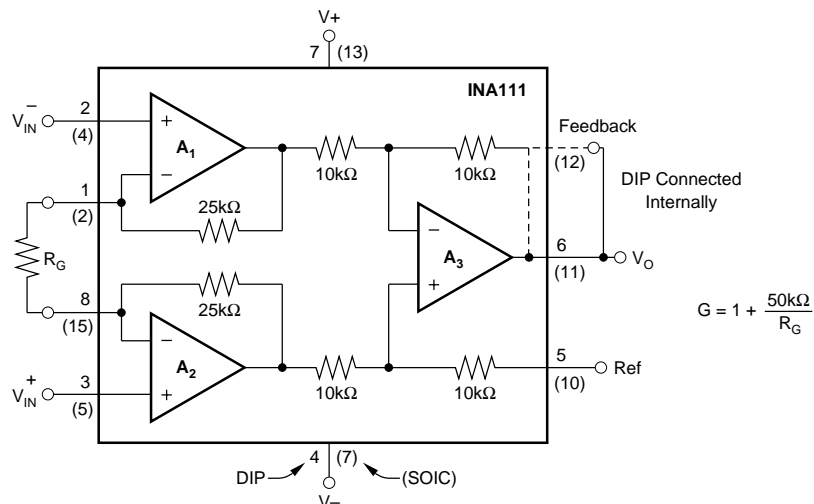 V+
7 (13)
INA111
V−IN
2
(4)
+
A1
−
10kΩ
10kΩ
Feedback
(12)
DIP Connected
Internally
1
(2)
25kΩ
RG
−
A3
+
6
(11)
VO
G = 1 + 50kΩ
RG
8
(15)
25kΩ
−
A2
+
V+IN
3
(5)
10kΩ
10kΩ
5
(10)
Ref
DIP
4 (7)
(SOIC)
V−